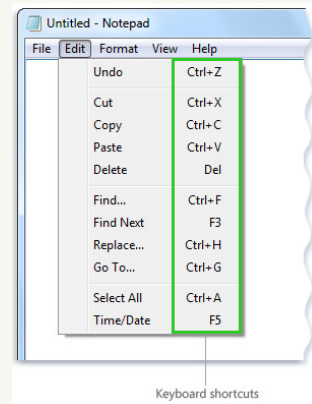 Untitled - Notepad
File Edit Format View Help
Undo Ctrl+Z
Cut Ctrl+X
Copy Ctrl+C
Paste Ctrl+V
Delete Del
Find... Ctrl+F
Find Next F3
Replace... Ctrl+H
Go To... Ctrl+G
Select All Ctrl+A
Time/Date F5
Keyboard shortcuts